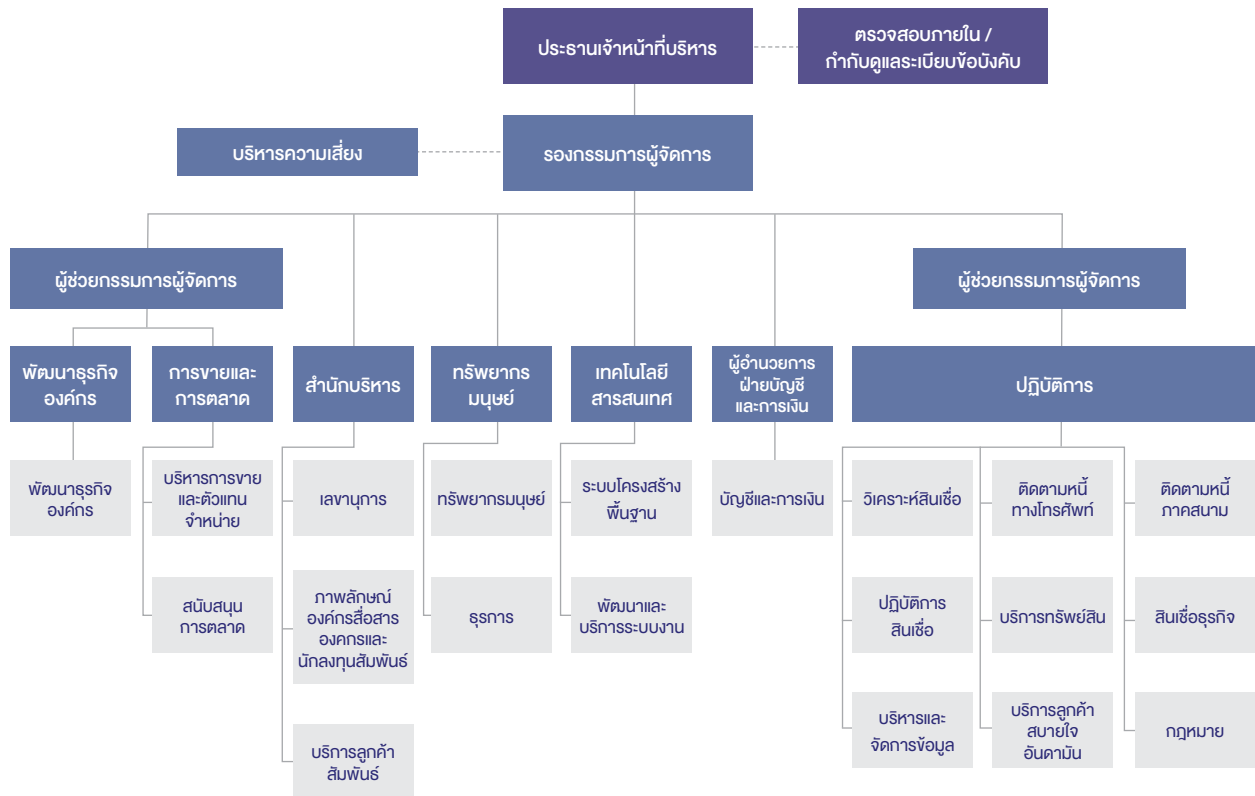 ประธานเจ้าหน้าที่บริหาร
ตรวจสอบภายใน /
กำกับดูแลระเบียบข้อบังคับ
บริหารความเสี่ยง
รองกรรมการผู้จัดการ
ผู้ช่วยกรรมการผู้จัดการ
ผู้ช่วยกรรมการผู้จัดการ
พัฒนาธุรกิจ
องค์กร
การขายและ
การตลาด
สำนักบริหาร
ทรัพยากร
มนุษย์
เทคโนโลยี
สารสนเทศ
ผู้อำนวยการ
ฝ่ายบัญชี
และการเงิน
ปฏิบัติการ
พัฒนาธุรกิจ
องค์กร
บริหารการขาย
และตัวแทน
จำหน่าย
เลขานุการ
ทรัพยากรมนุษย์
ระบบโครงสร้าง
พื้นฐาน
บัญชีและการเงิน
วิเคราะห์สินเชื่อ
ติดตามหนี้
ทางโทรศัพท์
ติดตามหนี้
ภาคสนาม
สนับสนุน
การตลาด
ภาพลักษณ์
องค์กรสื่อสาร
องคกรและ
นักลงทุนสัมพันธ์
ธุรการ
พัฒนาและ
บริการระบบงาน
ปฏิบัติการ
สินเชื่อ
บริการทรัพย์สิน
สินเชื่อธุรกิจ
บริการลูกค้า
สัมพันธ์
บริหารและ
จัดการข้อมูล
บริการลูกค้า
สบายใจ
อันดามัน
กฎหมาย